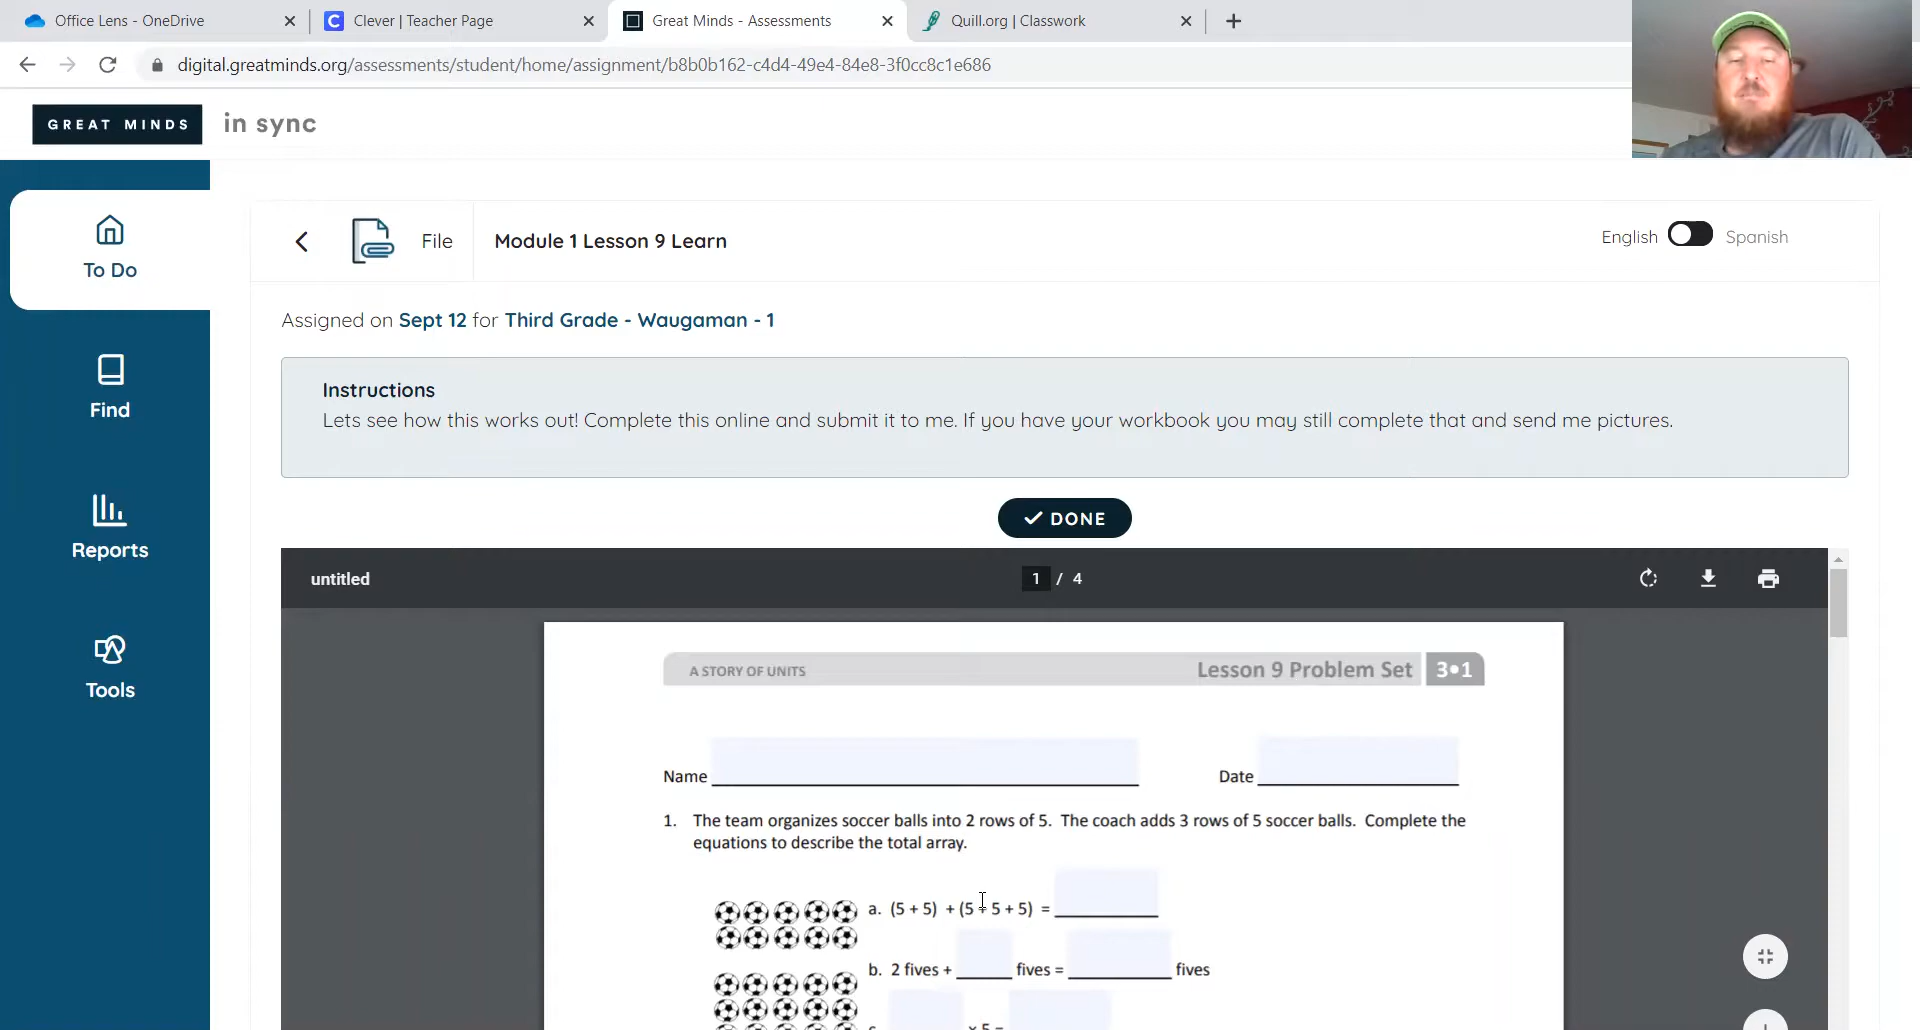 Office Lens - OneDrive
Clever | Teacher Page
Great Minds - Assessments
Quill.org | Classwork
digital.greatminds.org/assessments/student/home/assignment/b8b0b162-c4d4-49e4-84e8-3f0cc8c1e686
GREAT MINDS in sync
To Do
Find
Reports
Tools
File
Module 1 Lesson 9 Learn
English Spanish
Assigned on Sept 12 for Third Grade - Waugaman - 1
Instructions
Lets see how this works out! Complete this online and submit it to me. If you have your workbook you may still complete that and send me pictures.
DONE
untitled
1 / 4
A STORY OF UNITS
Lesson 9 Problem Set 3•1
Name Date
1. The team organizes soccer balls into 2 rows of 5. The coach adds 3 rows of 5 soccer balls. Complete the
equations to describe the total array.
a. (5 + 5) + (5 + 5 + 5) =
b. 2 fives + fives = fives
× 5 =